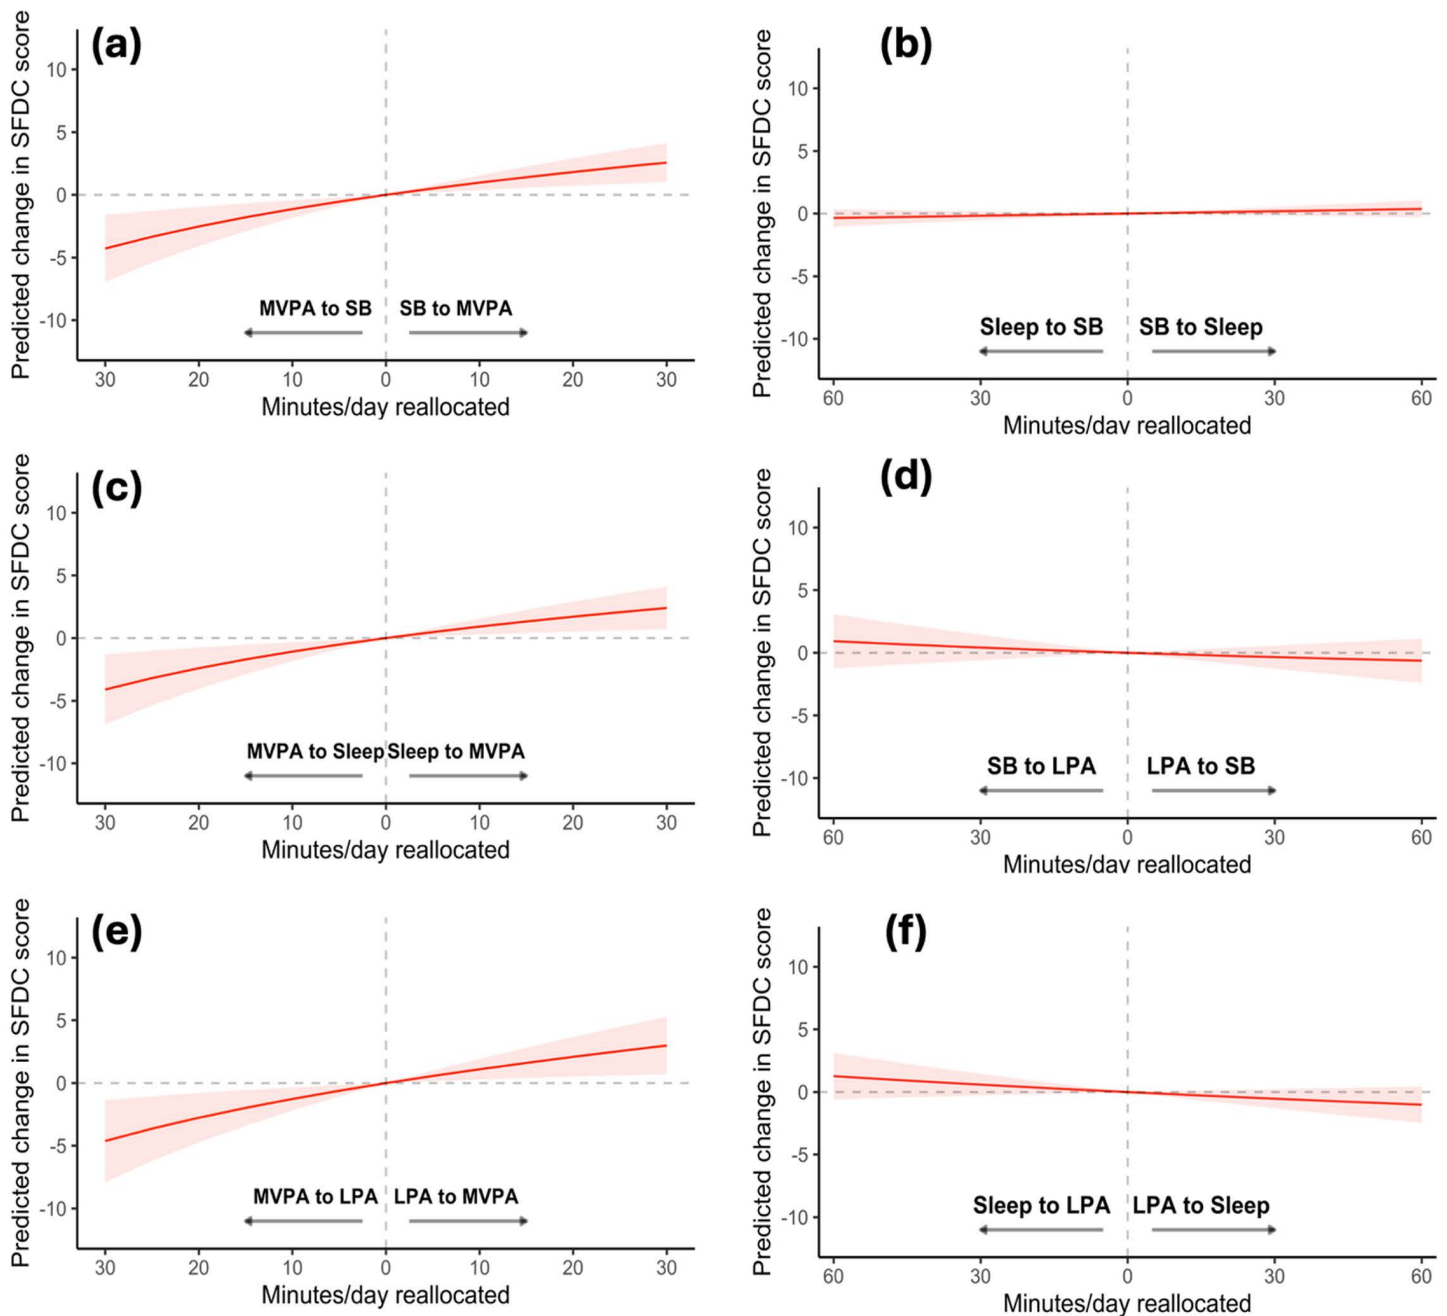 (a)
Predicted change in SFDC score
10
5
0
-5
-10
MVPA to SB SB to MVPA
30 20 10 0 10 20 30
Minutes/day reallocated
(b)
Predicted change in SFDC score
10
5
0
-5
-10
Sleep to SB SB to Sleep
60 30 0 30 60
Minutes/day reallocated
(c)
Predicted change in SFDC score
10
5
0
-5
-10
MVPA to Sleep Sleep to MVPA
30 20 10 0 10 20 30
Minutes/day reallocated
(d)
Predicted change in SFDC score
10
5
0
-5
-10
SB to LPA LPA to SB
60 30 0 30 60
Minutes/day reallocated
(e)
Predicted change in SFDC score
10
5
0
-5
-10
MVPA to LPA LPA to MVPA
30 20 10 0 10 20 30
Minutes/day reallocated
(f)
Predicted change in SFDC score
10
5
0
-5
-10
Sleep to LPA LPA to Sleep
60 30 0 30 60
Minutes/day reallocated